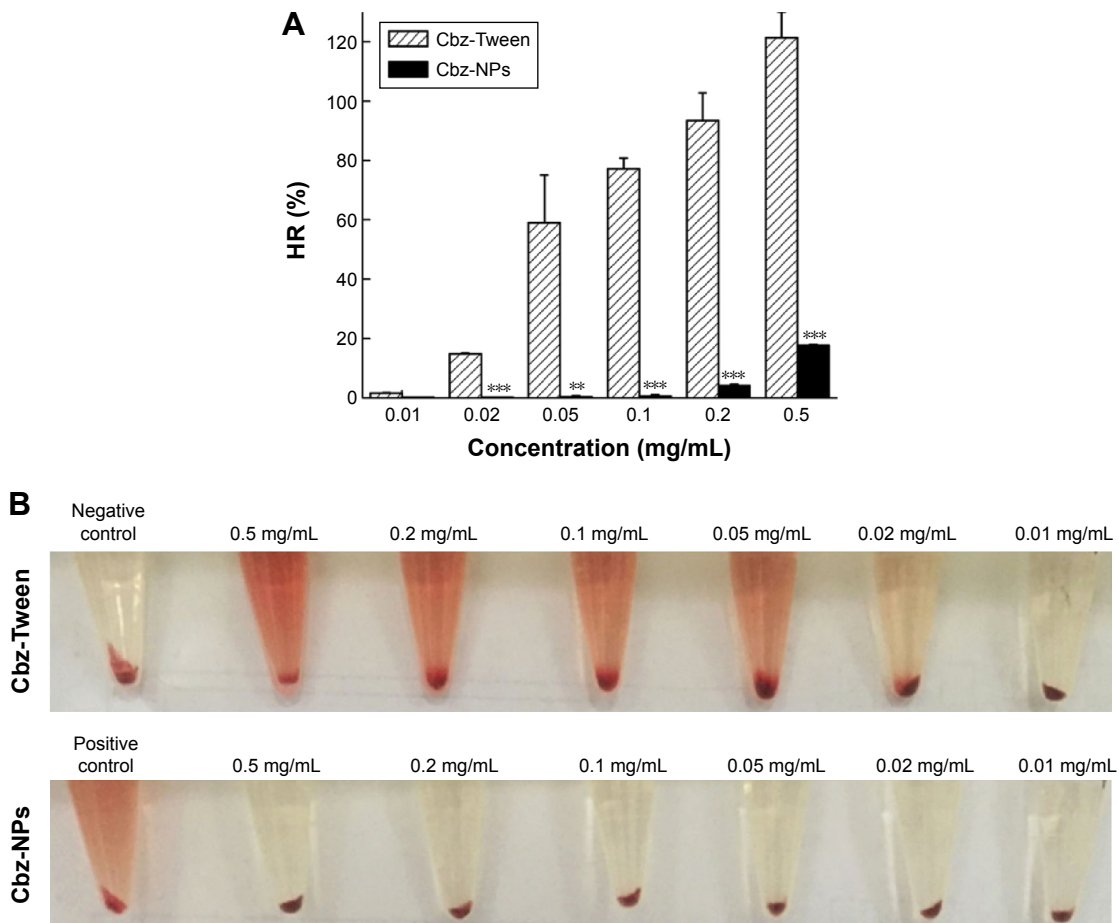 A
Cbz-Tween
Cbz-NPs
HR (%)
120
100
80
60
40
20
0
***
**
***
***
***
0.01 0.02 0.05 0.1 0.2 0.5
Concentration (mg/mL)
B
Negative
control
0.5 mg/mL 0.2 mg/mL 0.1 mg/mL 0.05 mg/mL 0.02 mg/mL 0.01 mg/mL
Cbz-Tween
Positive
control
0.5 mg/mL 0.2 mg/mL 0.1 mg/mL 0.05 mg/mL 0.02 mg/mL 0.01 mg/mL
Cbz-NPs